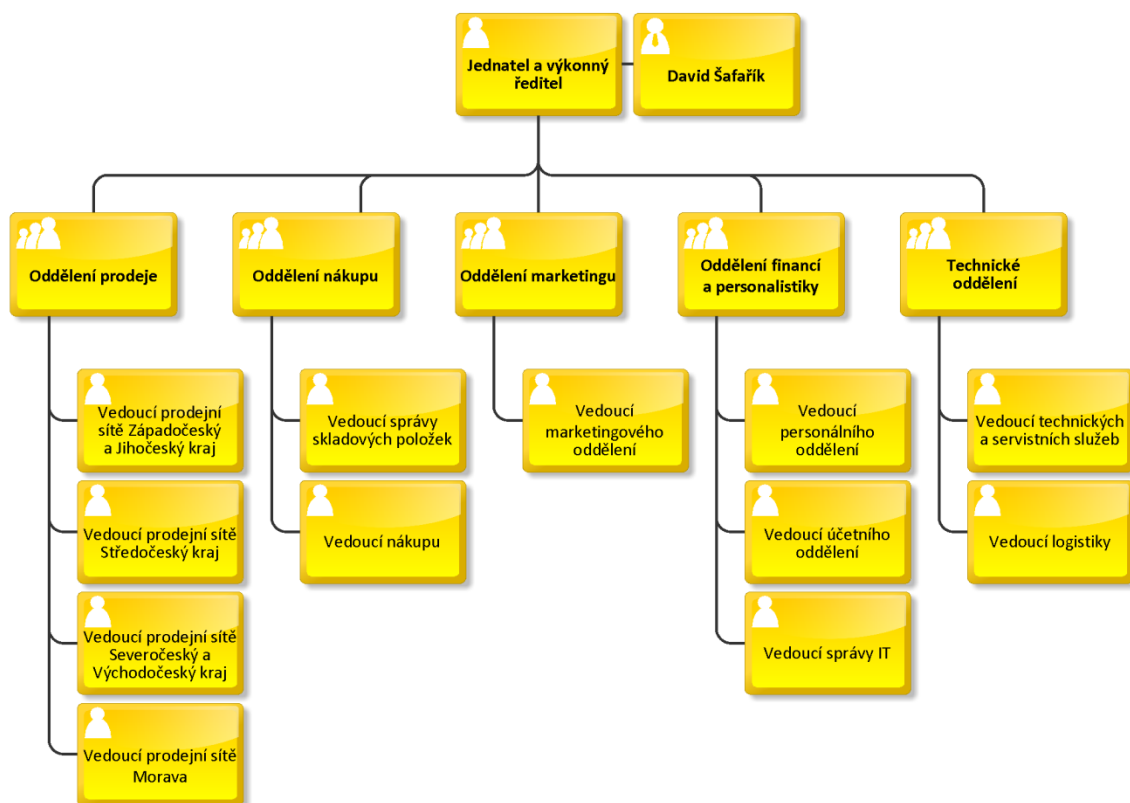 Jednatel a výkonný
ředitel
David Šafařík
Oddělení prodeje
Oddělení nákupu
Oddělení marketingu
Oddělení financí
a personalistiky
Technické
oddělení
Vedoucí prodejní
sítě Západočeský
a Jihočeský kraj
Vedoucí prodejní sítě
Středočeský kraj
Vedoucí prodejní sítě
Severočeský a
Východočeský kraj
Vedoucí prodejní sítě
Morava
Vedoucí správy
skladových položek
Vedoucí nákupu
Vedoucí
marketingového
oddělení
Vedoucí
personálního
oddělení
Vedoucí účetního
oddělení
Vedoucí správy IT
Vedoucí technických
a servistních služeb
Vedoucí logistiky